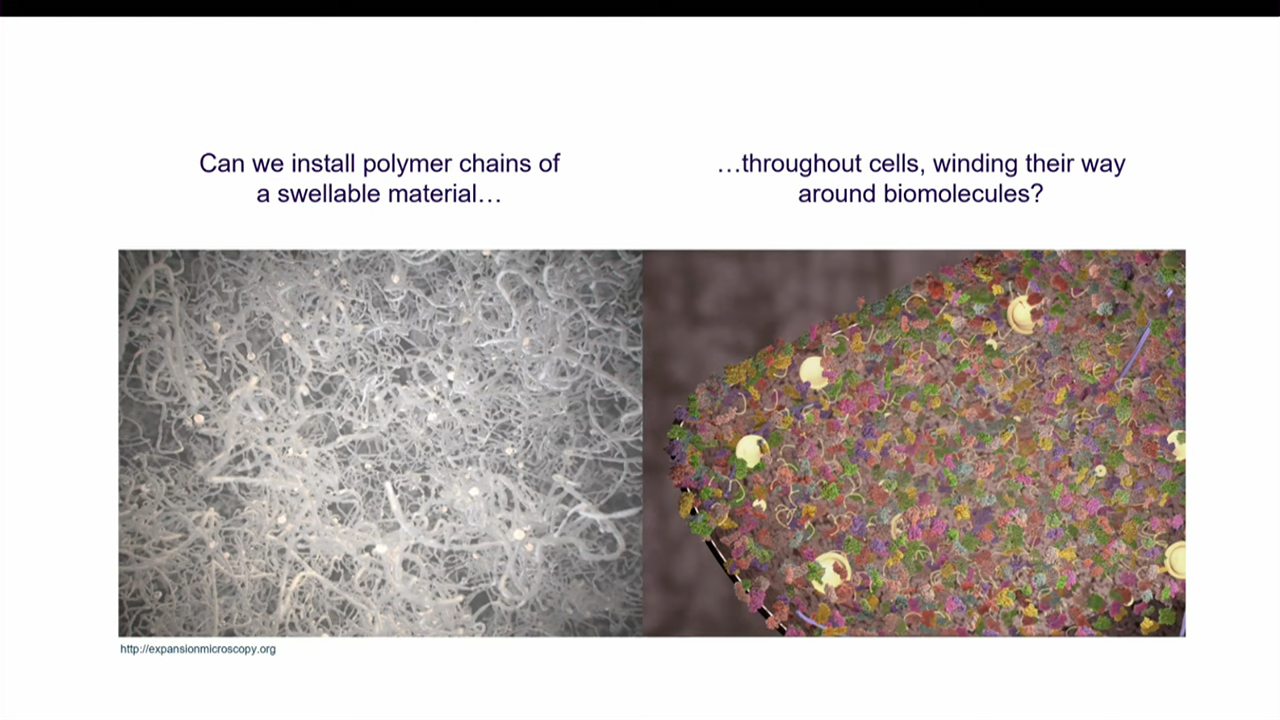 Can we install polymer chains of
a swellable material…
…throughout cells, winding their way
around biomolecules?
http://expansionmicroscopy.org